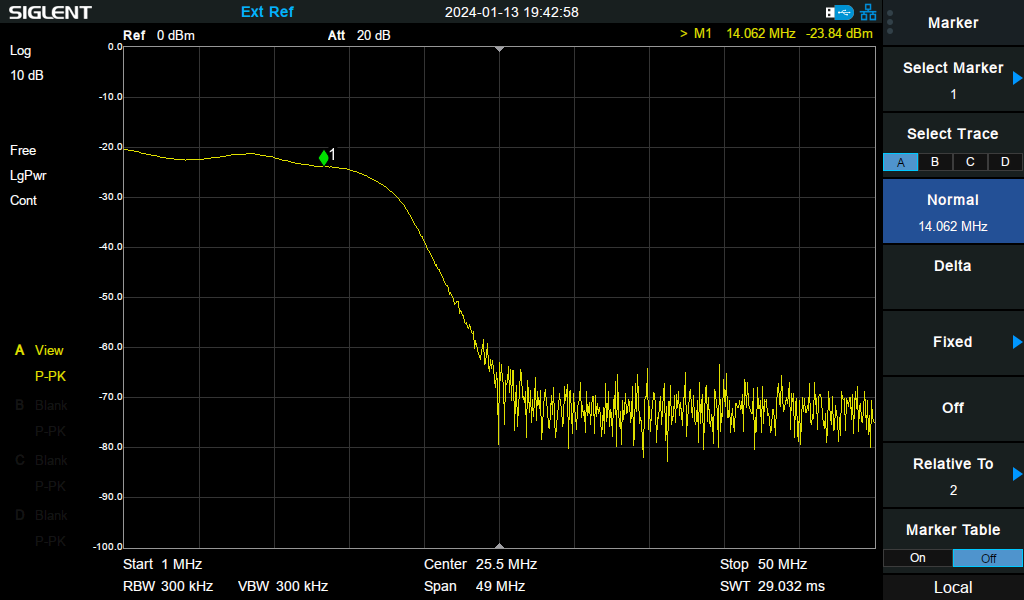 SIGLENT Ext Ref 2024-01-13 19:42:58
Marker
Ref 0 dBm Att 20 dB > M1 14.062 MHz -23.84 dBm
Log
10 dB
Free
LgPwr
Cont
A View
P-PK
B Blank
P-PK
C Blank
P-PK
D Blank
P-PK
0.0
-10.0
-20.0
-30.0
-40.0
-50.0
-60.0
-70.0
-80.0
-90.0
-100.0
1
Start 1 MHz Center 25.5 MHz Stop 50 MHz
RBW 300 kHz VBW 300 kHz Span 49 MHz SWT 29.032 ms
Select Marker
1
Select Trace
A B C D
Normal
14.062 MHz
Delta
Fixed
Off
Relative To
2
Marker Table
On Off
Local